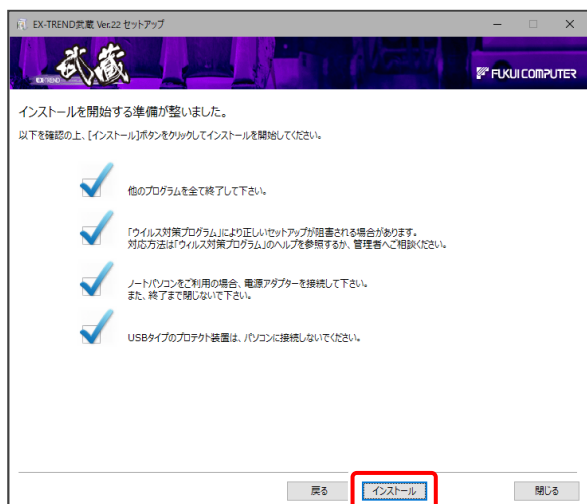 EX-TREND武蔵 Ver.22 セットアップ
EX-TREND 武蔵
FUKUI COMPUTER
インストールを開始する準備が整いました。
以下を確認の上、[インストール]ボタンをクリックしてインストールを開始してください。
他のプログラムを全て終了して下さい。
「ウイルス対策プログラム」により正しいセットアップが阻害される場合があります。
対応方法は「ウィルス対策プログラム」のヘルプを参照するか、管理者へご相談ください。
ノートパソコンをご利用の場合、電源アダプターを接続して下さい。
また、終了まで閉じないで下さい。
USBタイプのプロテクト装置は、パソコンに接続しないでください。
戻る
インストール
閉じる